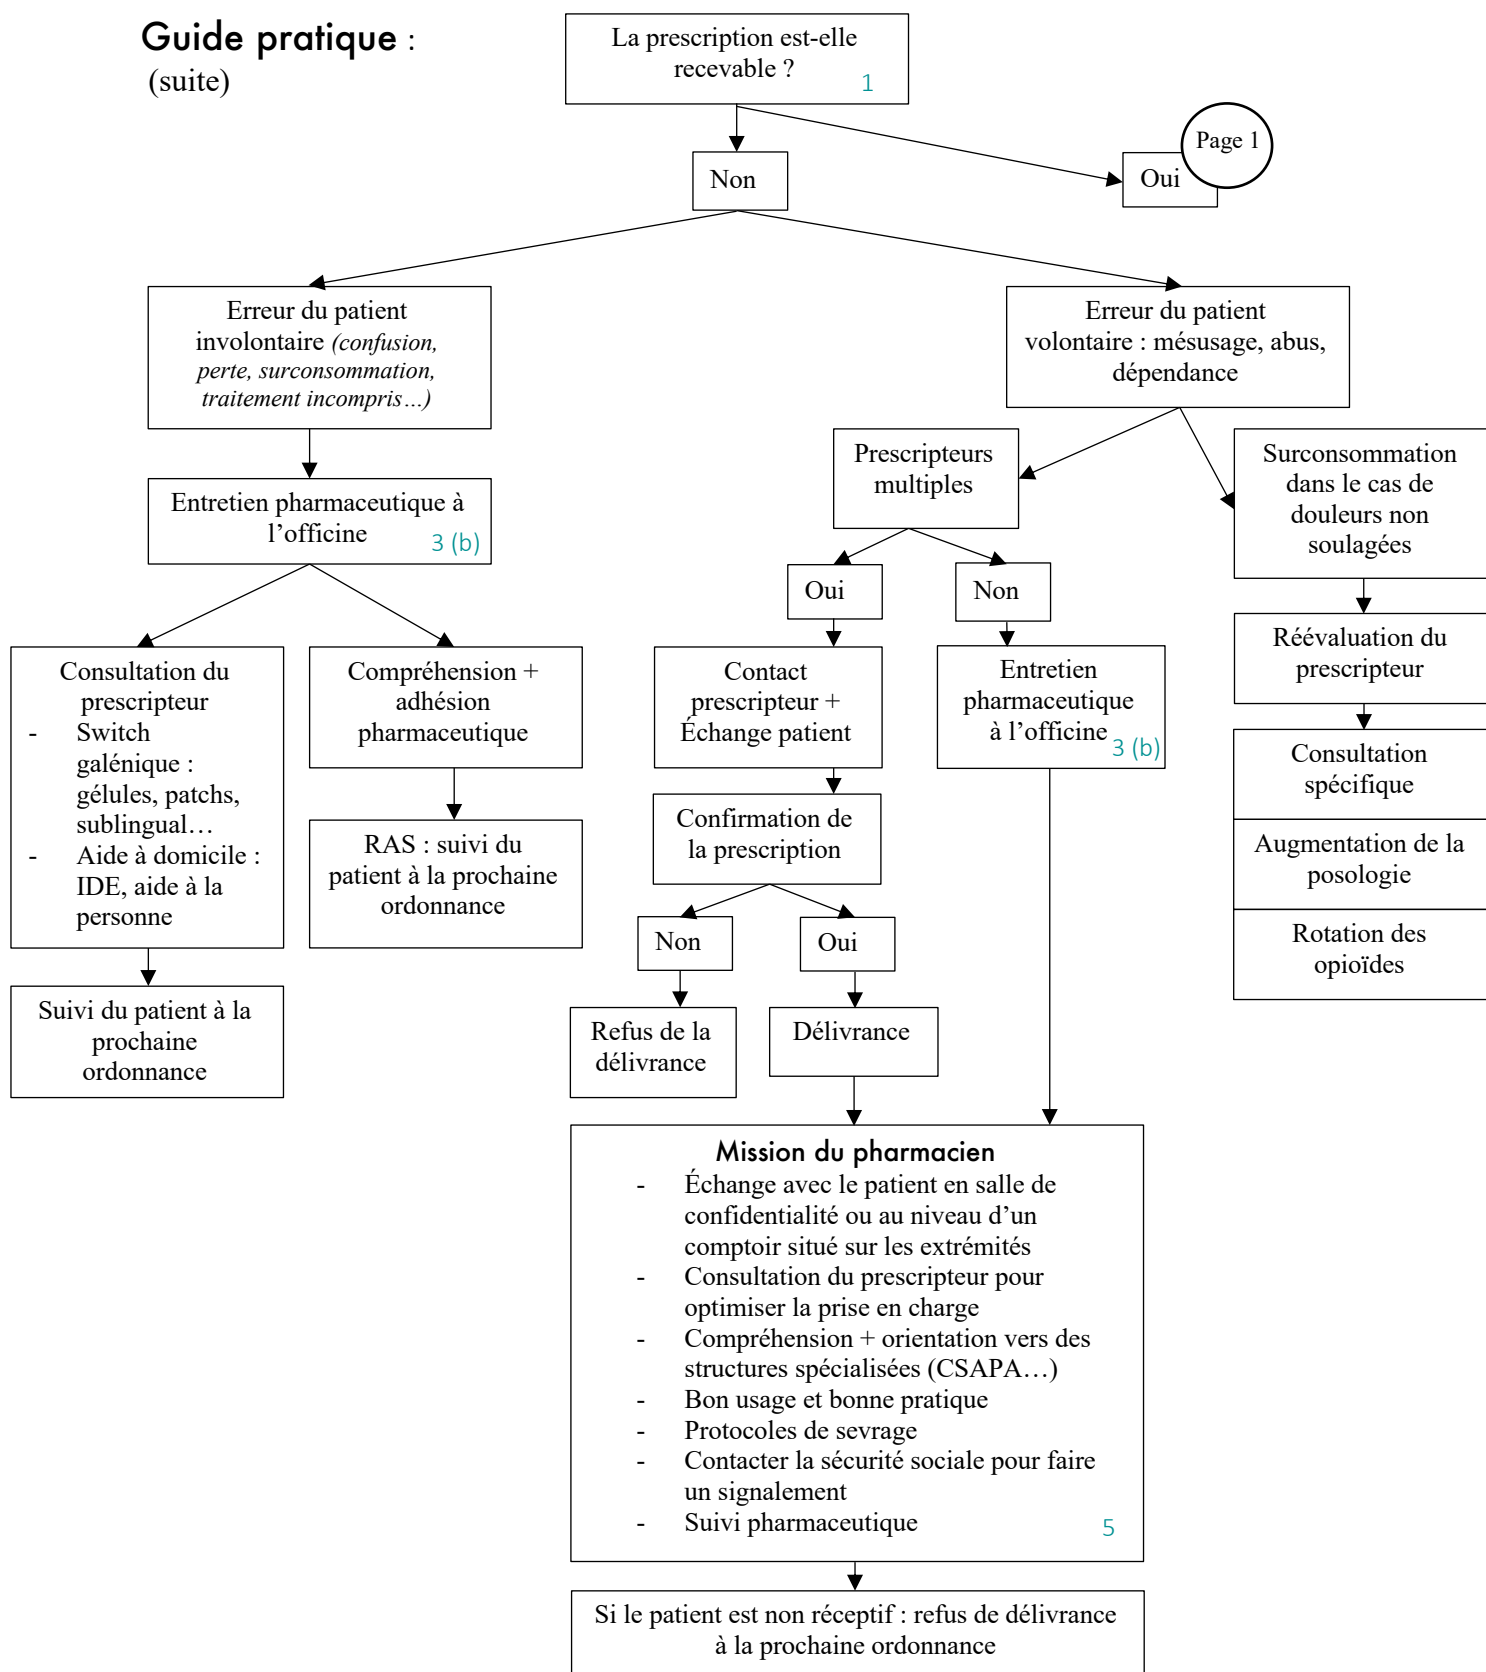 Guide pratique :
(suite)
La prescription est-elle
recevable ?
1
Page 1
Non
Oui
Erreur du patient
involontaire (confusion,
perte, surconsommation,
traitement incompris…)
Erreur du patient
volontaire : mésusage, abus,
dépendance
Entretien pharmaceutique à
l’officine
3 (b)
Prescripteurs
multiples
Surconsommation
dans le cas de
douleurs non
soulagées
Oui
Non
Consultation du
prescripteur
- Switch
galénique :
gélules, patchs,
sublingual…
- Aide à domicile :
IDE, aide à la
personne
Compréhension +
adhésion
pharmaceutique
Contact
prescripteur +
Échange patient
Entretien
pharmaceutique
à l’officine
3 (b)
Réévaluation du
prescripteur
Consultation
spécifique
Augmentation de la
posologie
Rotation des
opioïdes
RAS : suivi du
patient à la prochaine
ordonnance
Confirmation de
la prescription
Non
Oui
Suivi du patient à la
prochaine
ordonnance
Refus de la
délivrance
Délivrance
Mission du pharmacien
- Échange avec le patient en salle de
confidentialité ou au niveau d’un
comptoir situé sur les extrémités
- Consultation du prescripteur pour
optimiser la prise en charge
- Compréhension + orientation vers des
structures spécialisées (CSAPA…)
- Bon usage et bonne pratique
- Protocoles de sevrage
- Contacter la sécurité sociale pour faire
un signalement
- Suivi pharmaceutique
5
Si le patient est non réceptif : refus de délivrance
à la prochaine ordonnance